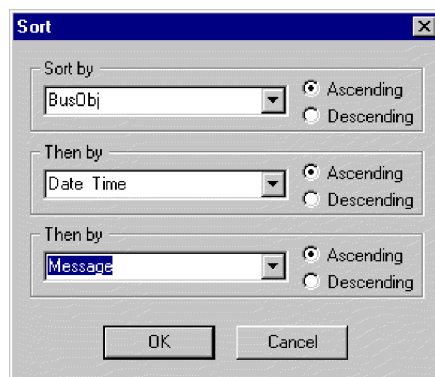 Sort
Sort by
BusObj
Ascending
Descending
Then by
Date Time
Ascending
Descending
Then by
Message
Ascending
Descending
OK
Cancel